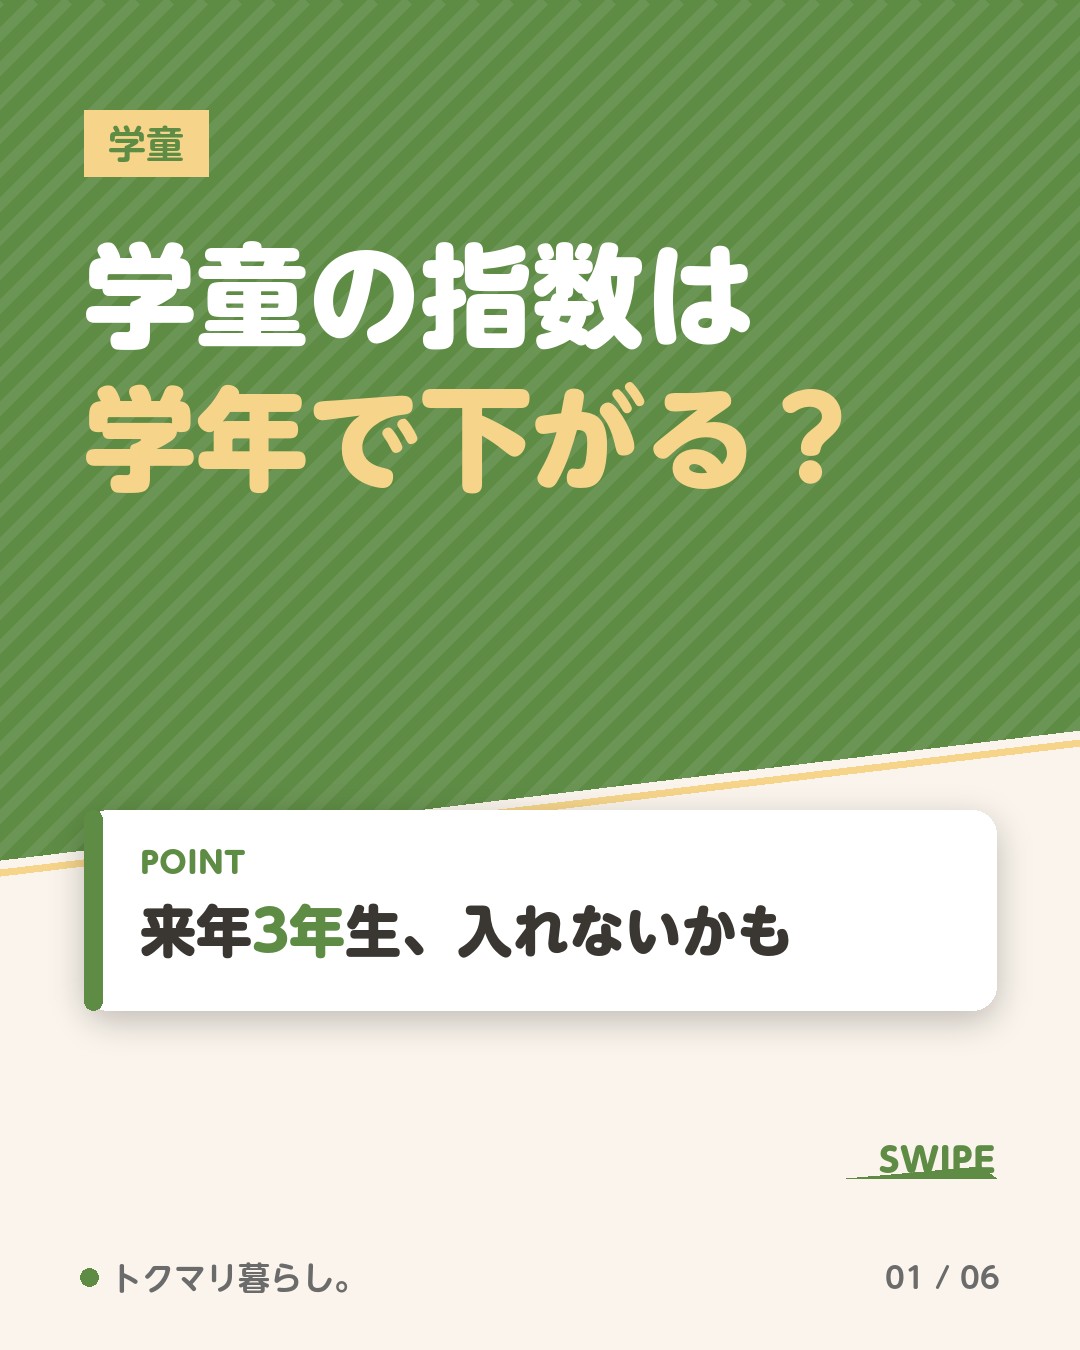 学童
学童の指数は
学年で下がる？
POINT
来年3年生、入れないかも
SWIPE
トクマリ暮らし。
01 / 06